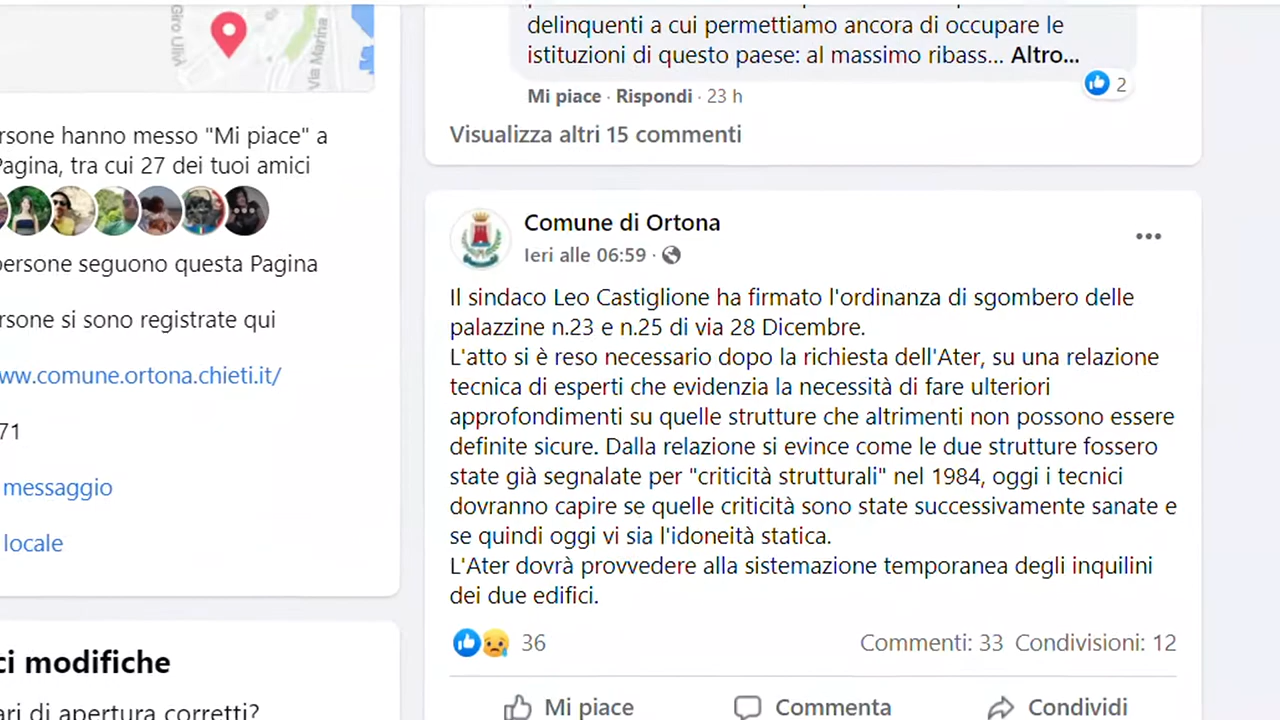 Giro Ulivi
Via Marina
rsone hanno messo "Mi piace" a
Pagina, tra cui 27 dei tuoi amici
persone seguono questa Pagina
rsone si sono registrate qui
ww.comune.ortona.chieti.it/
71
messaggio
locale
ci modifiche
ari di apertura corretti?
delinquenti a cui permettiamo ancora di occupare le
istituzioni di questo paese: al massimo ribass... Altro...
2
Mi piace · Rispondi · 23 h
Visualizza altri 15 commenti
Comune di Ortona
Ieri alle 06:59 ·
Il sindaco Leo Castiglione ha firmato l'ordinanza di sgombero delle
palazzine n.23 e n.25 di via 28 Dicembre.
L'atto si è reso necessario dopo la richiesta dell'Ater, su una relazione
tecnica di esperti che evidenzia la necessità di fare ulteriori
approfondimenti su quelle strutture che altrimenti non possono essere
definite sicure. Dalla relazione si evince come le due strutture fossero
state già segnalate per "criticità strutturali" nel 1984, oggi i tecnici
dovranno capire se quelle criticità sono state successivamente sanate e
se quindi oggi vi sia l'idoneità statica.
L'Ater dovrà provvedere alla sistemazione temporanea degli inquilini
dei due edifici.
36
Commenti: 33 Condivisioni: 12
Mi piace
Commenta
Condividi